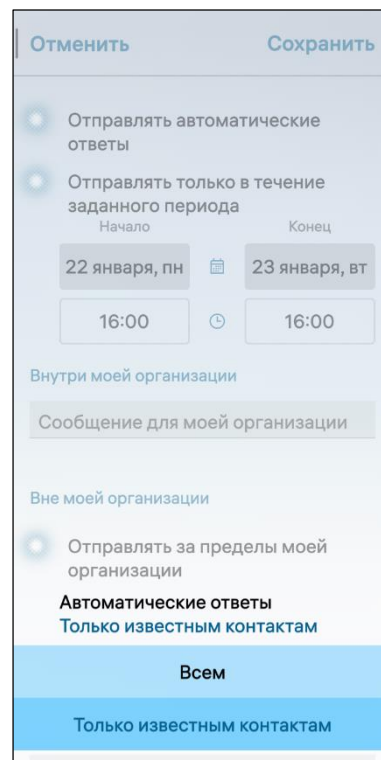 Отменить Сохранить
Отправлять автоматические
ответы
Отправлять только в течение
заданного периода
Начало Конец
22 января, пн 23 января, вт
16:00 16:00
Внутри моей организации
Сообщение для моей организации
Вне моей организации
Отправлять за пределы моей
организации
Автоматические ответы
Только известным контактам
Всем
Только известным контактам